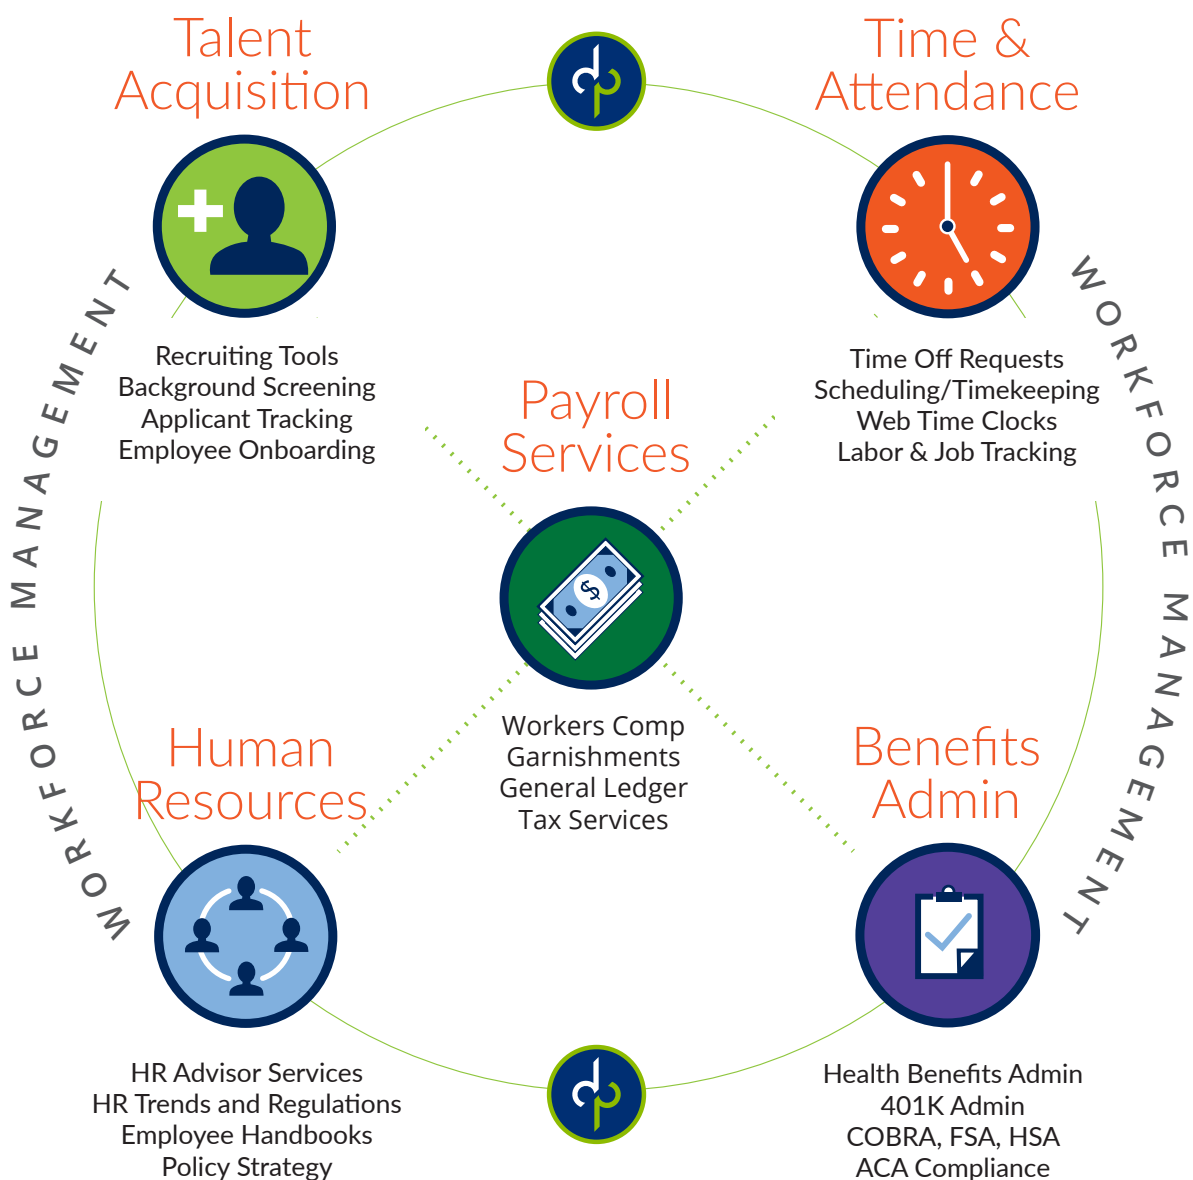 Talent
Acquisition
Recruiting Tools
Background Screening
Applicant Tracking
Employee Onboarding
Time &
Attendance
Time Off Requests
Scheduling/Timekeeping
Web Time Clocks
Labor & Job Tracking
WORKFORCE MANAGEMENT
WORKFORCE MANAGEMENT
Payroll
Services
$
Workers Comp
Garnishments
General Ledger
Tax Services
Human
Resources
HR Advisor Services
HR Trends and Regulations
Employee Handbooks
Policy Strategy
Benefits
Admin
Health Benefits Admin
401K Admin
COBRA, FSA, HSA
ACA Compliance